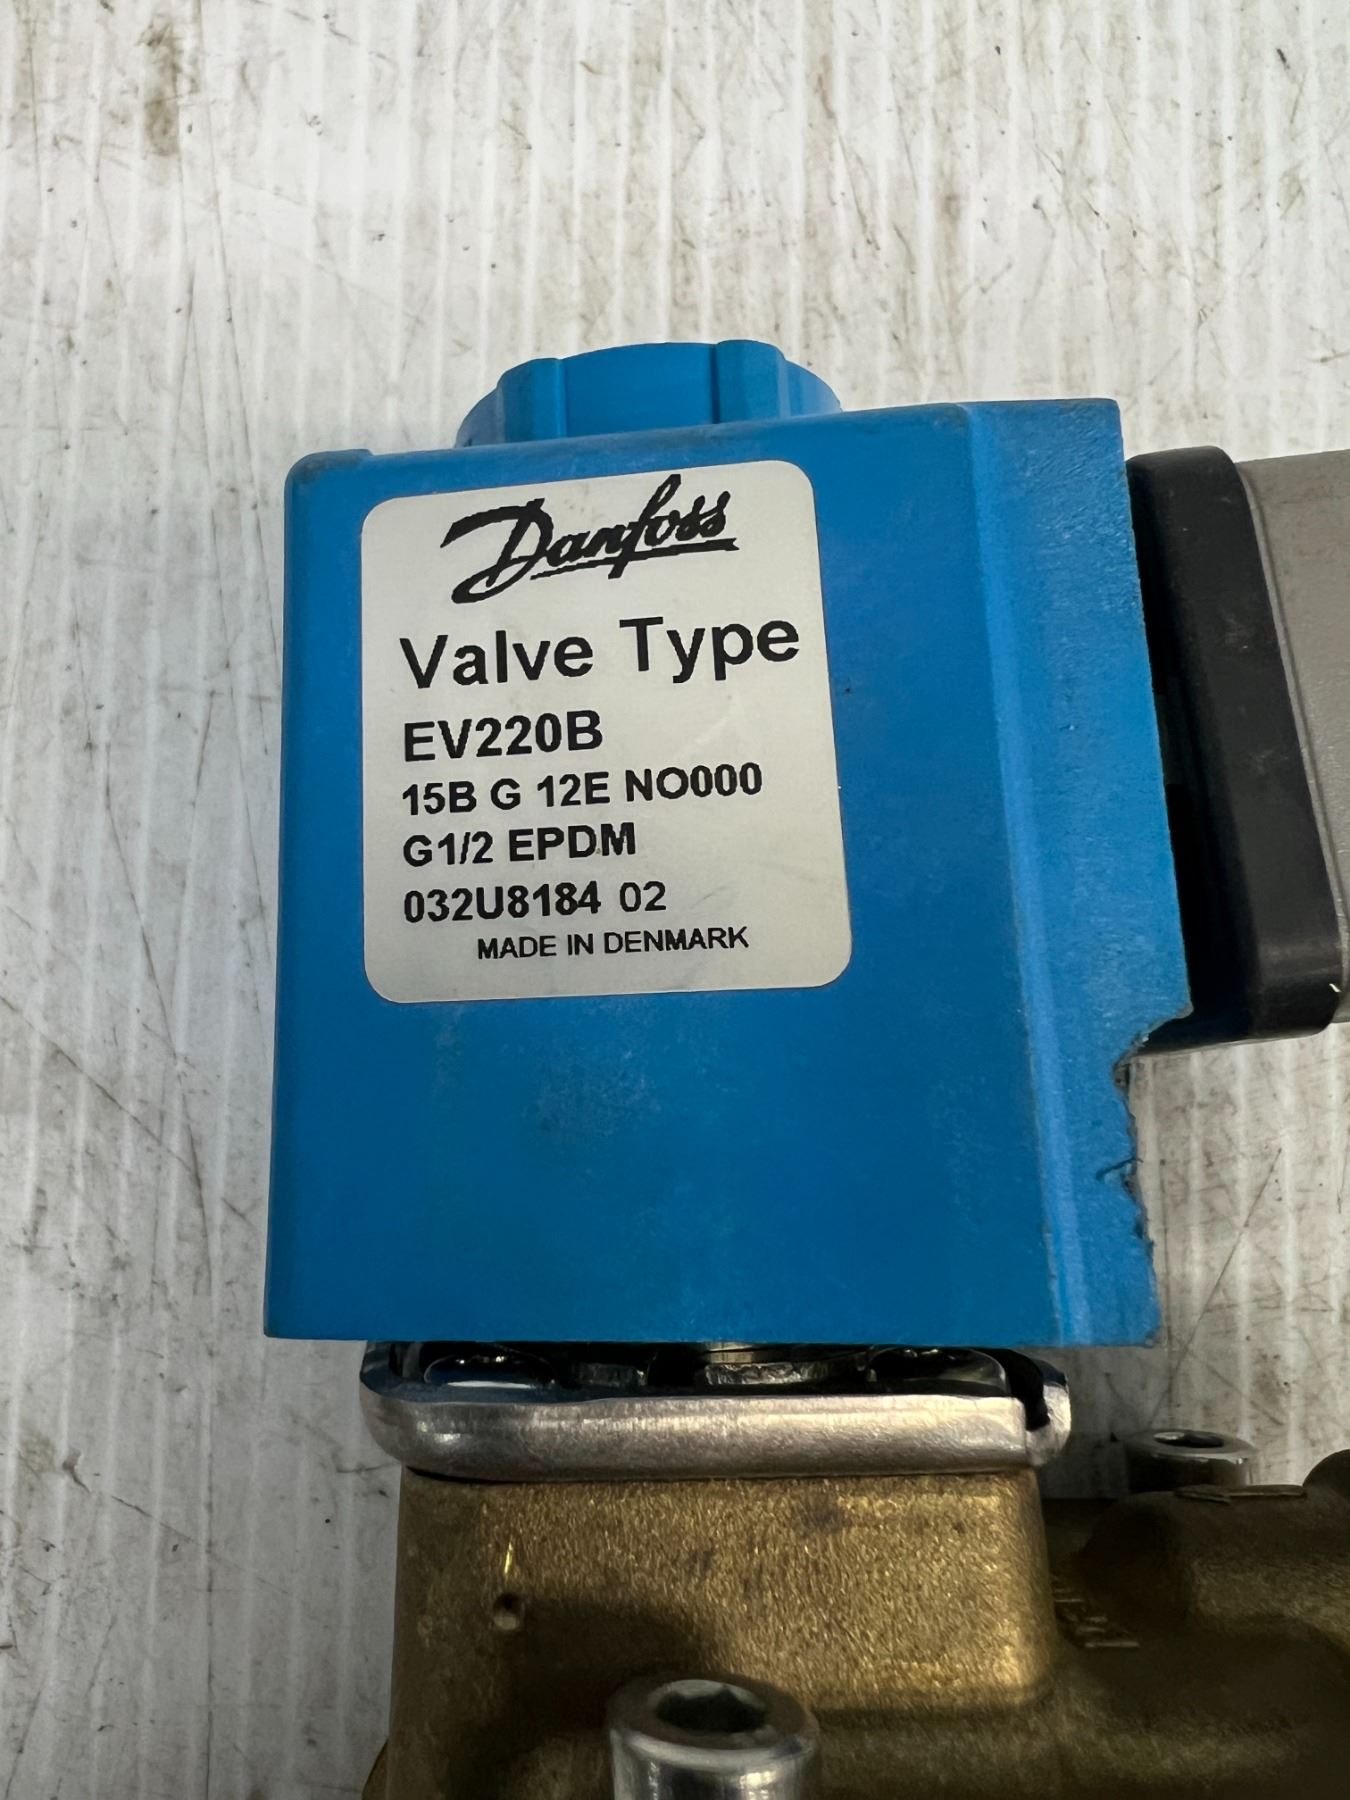 Danfoss
Valve Type
EV220B
15B G 12E NO000
G1/2 EPDM
032U8184 02
MADE IN DENMARK